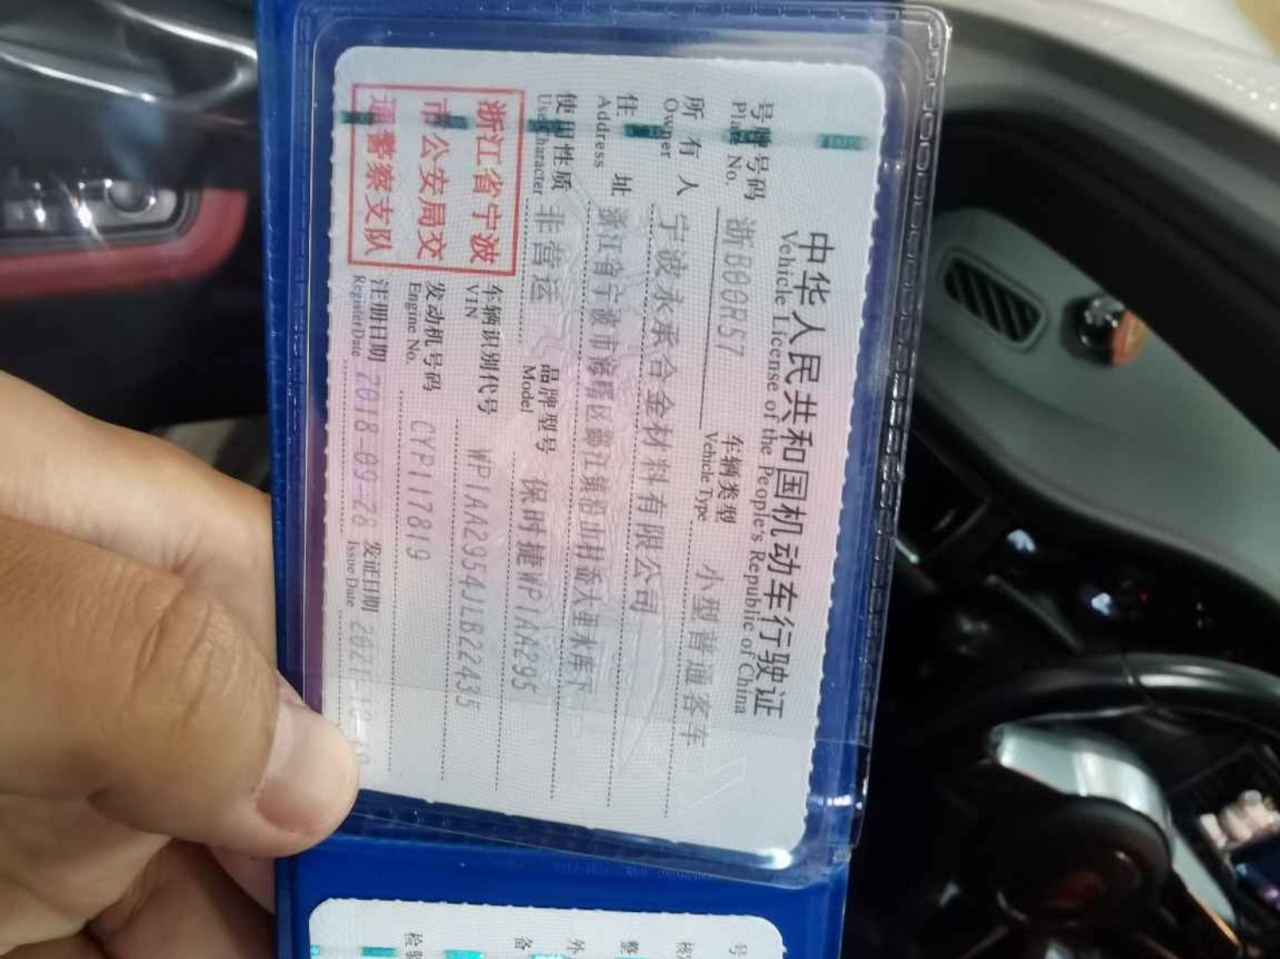 中华人民共和国机动车行驶证
Vehicle License of the People's Republic of China
号牌号码 浙B00R57 车辆类型 小型普通客车
Plate No. Vehicle Type
所有人 宁波永承合金材料有限公司
Owner
住址 浙江省宁波市海曙区鄞江镇
Address
使用性质 非营运 品牌型号 保时捷WP1AA295
Use Character Model
浙江省宁波
市公安局交
通警察支队
车辆识别代号 WP1AA2954JLB22435
VIN
发动机号码 CYP117819
Engine No.
注册日期 2018-09-28 发证日期
Register Date Issue Date
号
整
外
备
检